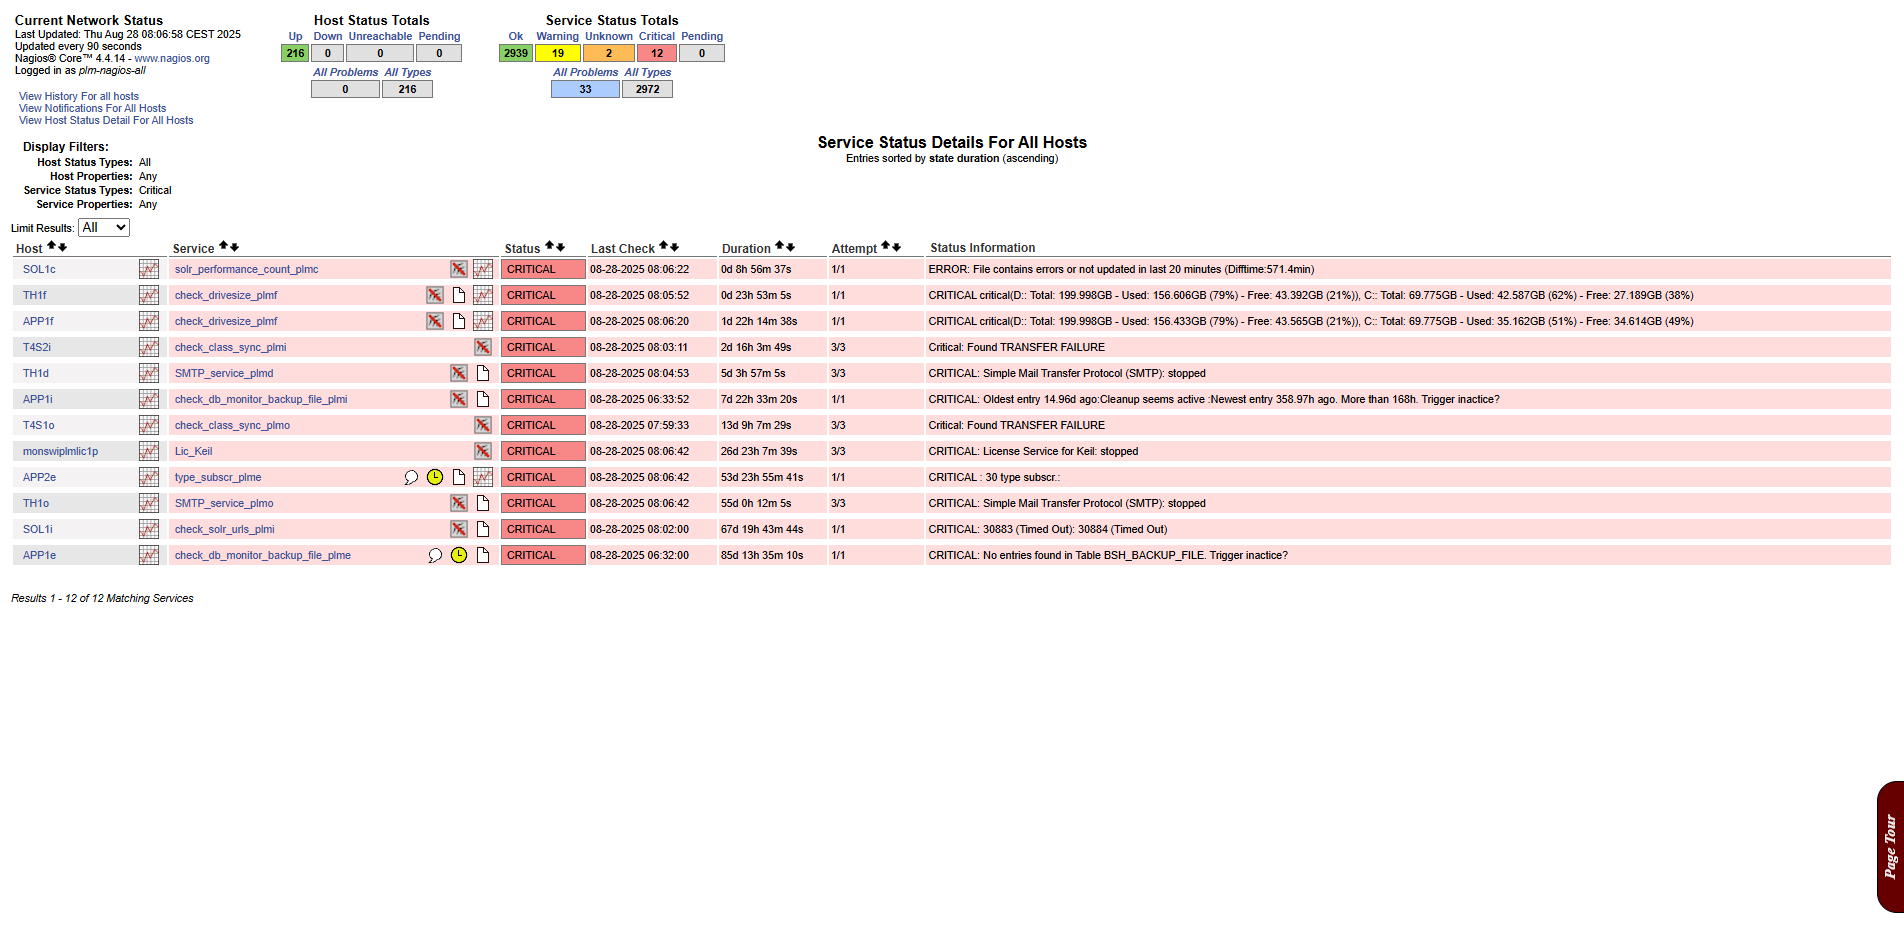 Current Network Status
Last Updated: Thu Aug 28 08:06:58 CEST 2025
Updated every 90 seconds
Nagios® Core™ 4.4.14 - www.nagios.org
Logged in as plm-nagios-all
View History For all hosts
View Notifications For All Hosts
View Host Status Detail For All Hosts
Host Status Totals
Up Down Unreachable Pending
216 0 0 0
All Problems All Types
0 216
Service Status Totals
Ok Warning Unknown Critical Pending
2939 19 2 12 0
All Problems All Types
33 2972
Display Filters:
Host Status Types: All
Host Properties: Any
Service Status Types: Critical
Service Properties: Any
Service Status Details For All Hosts
Entries sorted by state duration (ascending)
Limit Results: All
Host Service Status Last Check Duration Attempt Status Information
SOL1c solr_performance_count_plmc CRITICAL 08-28-2025 08:06:22 0d 8h 56m 37s 1/1 ERROR: File contains errors or not updated in last 20 minutes (Difftime:571.4min)
TH1f check_drivesize_plmf CRITICAL 08-28-2025 08:05:52 0d 23h 53m 5s 1/1 CRITICAL critical(D:: Total: 199.998GB - Used: 156.606GB (79%) - Free: 43.392GB (21%)), C:: Total: 69.775GB - Used: 42.587GB (62%) - Free: 27.189GB (38%)
APP1f check_drivesize_plmf CRITICAL 08-28-2025 08:06:20 1d 22h 14m 38s 1/1 CRITICAL critical(D:: Total: 199.998GB - Used: 156.433GB (79%) - Free: 43.565GB (21%)), C:: Total: 69.775GB - Used: 35.162GB (51%) - Free: 34.614GB (49%)
T4S2i check_class_sync_plmi CRITICAL 08-28-2025 08:03:11 2d 16h 3m 49s 3/3 Critical: Found TRANSFER FAILURE
TH1d SMTP_service_plmd CRITICAL 08-28-2025 08:04:53 5d 3h 57m 5s 3/3 CRITICAL: Simple Mail Transfer Protocol (SMTP): stopped
APP1i check_db_monitor_backup_file_plmi CRITICAL 08-28-2025 06:33:52 7d 22h 33m 20s 1/1 CRITICAL: Oldest entry 14.96d ago:Cleanup seems active :Newest entry 358.97h ago. More than 168h. Trigger inactice?
T4S1o check_class_sync_plmo CRITICAL 08-28-2025 07:59:33 13d 9h 7m 29s 3/3 Critical: Found TRANSFER FAILURE
monswiplmlic1p Lic_Keil CRITICAL 08-28-2025 08:06:42 26d 23h 7m 39s 3/3 CRITICAL: License Service for Keil: stopped
APP2e type_subscr_plme CRITICAL 08-28-2025 08:06:42 53d 23h 55m 41s 1/1 CRITICAL : 30 type subscr.:
TH1o SMTP_service_plmo CRITICAL 08-28-2025 08:06:42 55d 0h 12m 5s 3/3 CRITICAL: Simple Mail Transfer Protocol (SMTP): stopped
SOL1i check_solr_urls_plmi CRITICAL 08-28-2025 08:02:00 67d 19h 43m 44s 1/1 CRITICAL: 30883 (Timed Out): 30884 (Timed Out)
APP1e check_db_monitor_backup_file_plme CRITICAL 08-28-2025 06:32:00 85d 13h 35m 10s 1/1 CRITICAL: No entries found in Table BSH_BACKUP_FILE. Trigger inactice?
Results 1 - 12 of 12 Matching Services
Page Tour